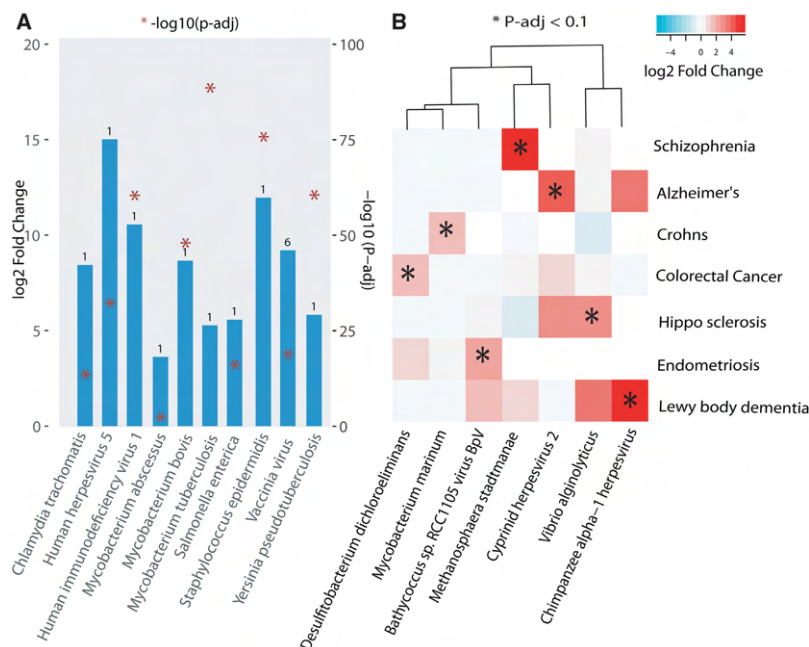 A
* -log10(p-adj)
20
15
10
5
0
log2 Fold Change
100
75
50
25
0
-log10 (P-adj))
1
1
1
1
1
1
1
1
6
1
Chlamydia trachomatis
Human herpesvirus 5
Human immunodeficiency virus 1
Mycobacterium abscessus
Mycobacterium bovis
Mycobacterium tuberculosis
Salmonella enterica
Staphylococcus epidermidis
Vaccinia virus
Yersinia pseudotuberculosis
B
* P-adj < 0.1
-4 -2 0 2 4
log2 Fold Change
Schizophrenia
Alzheimer's
Crohns
Colorectal Cancer
Hippo sclerosis
Endometriosis
Lewy body dementia
Desulfitobacterium dichloroeliminans
Mycobacterium marinum
Bathycoccus sp. RCC1105 virus BpV
Methanosphaera stadtmanae
Cyprinid herpesvirus 2
Vibrio alginolyticus
Chimpanzee alpha-1 herpesvirus